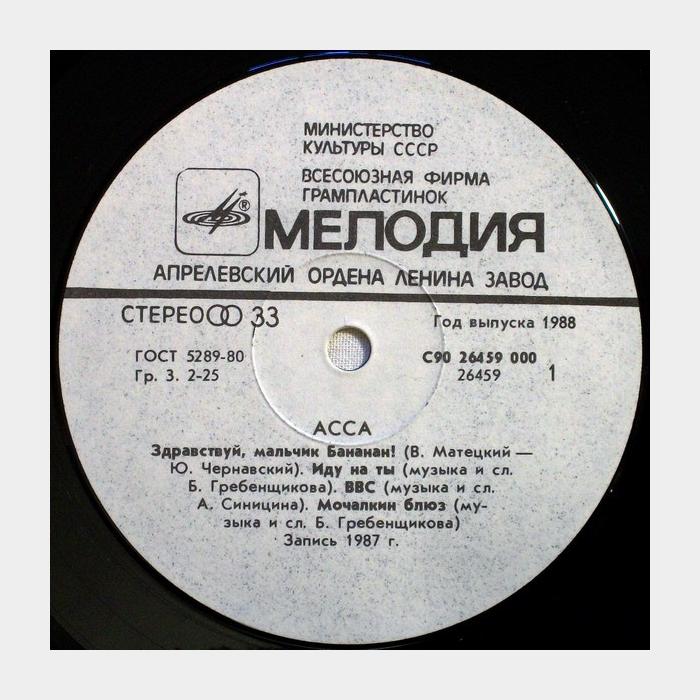 МИНИСТЕРСТВО
КУЛЬТУРЫ СССР
ВСЕСОЮЗНАЯ ФИРМА
ГРАМПЛАСТИНОК
®
МЕЛОДИЯ
АПРЕЛЕВСКИЙ ОРДЕНА ЛЕНИНА ЗАВОД
СТЕРЕО 33
Год выпуска 1988
ГОСТ 5289-80
С90 26459 000
Гр. 3. 2-25
26459 1
АССА
Здравствуй, мальчик Бананан! (В. Матецкий —
Ю. Чернавский). Иду на ты (музыка и сл.
Б. Гребенщикова). ВВС (музыка и сл.
А. Синицина). Мочалкин блюз (му-
зыка и сл. Б. Гребенщикова)
Запись 1987 г.